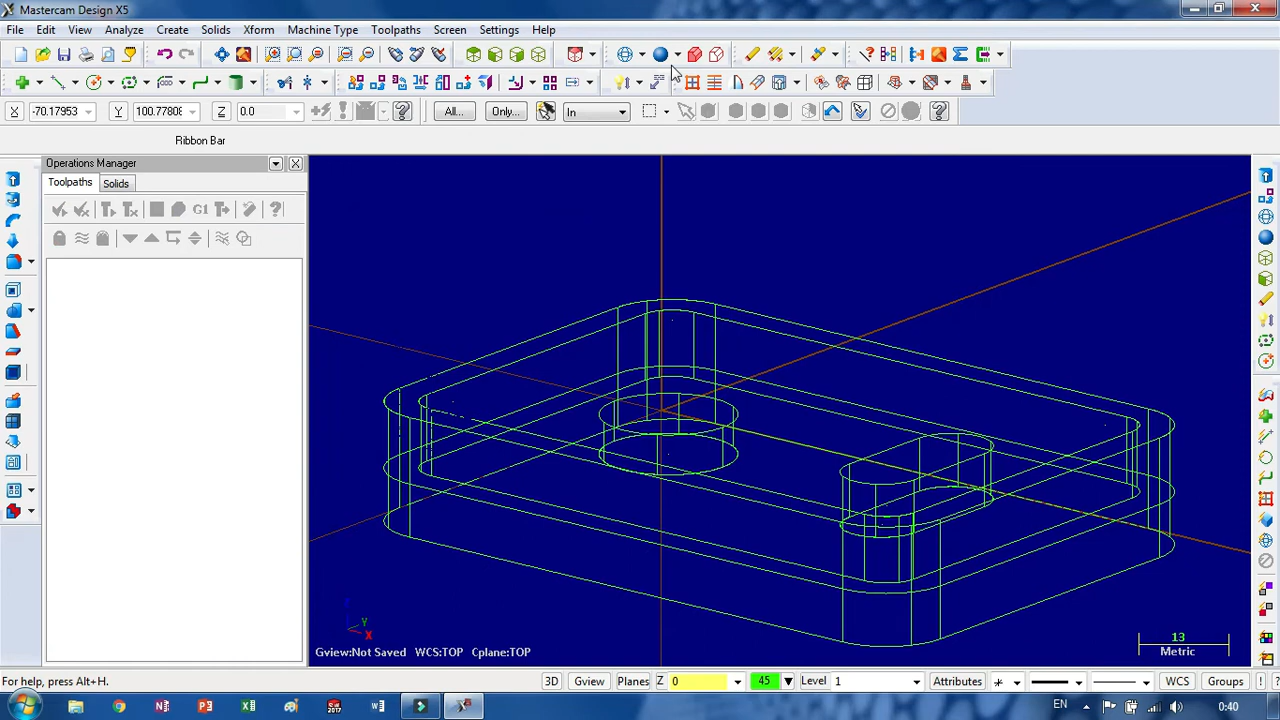 Mastercam Design X5
File Edit View Analyze Create Solids Xform Machine Type Toolpaths Screen Settings Help
X -70.17953 Y 100.77808 Z 0.0 All... Only... In
Ribbon Bar
Operations Manager
Toolpaths Solids
G1
Y
X
Gview:Not Saved WCS:TOP Cplane:TOP
13
Metric
For help, press Alt+H. 3D Gview Planes Z 0 45 Level 1 Attributes WCS Groups
EN 0:40